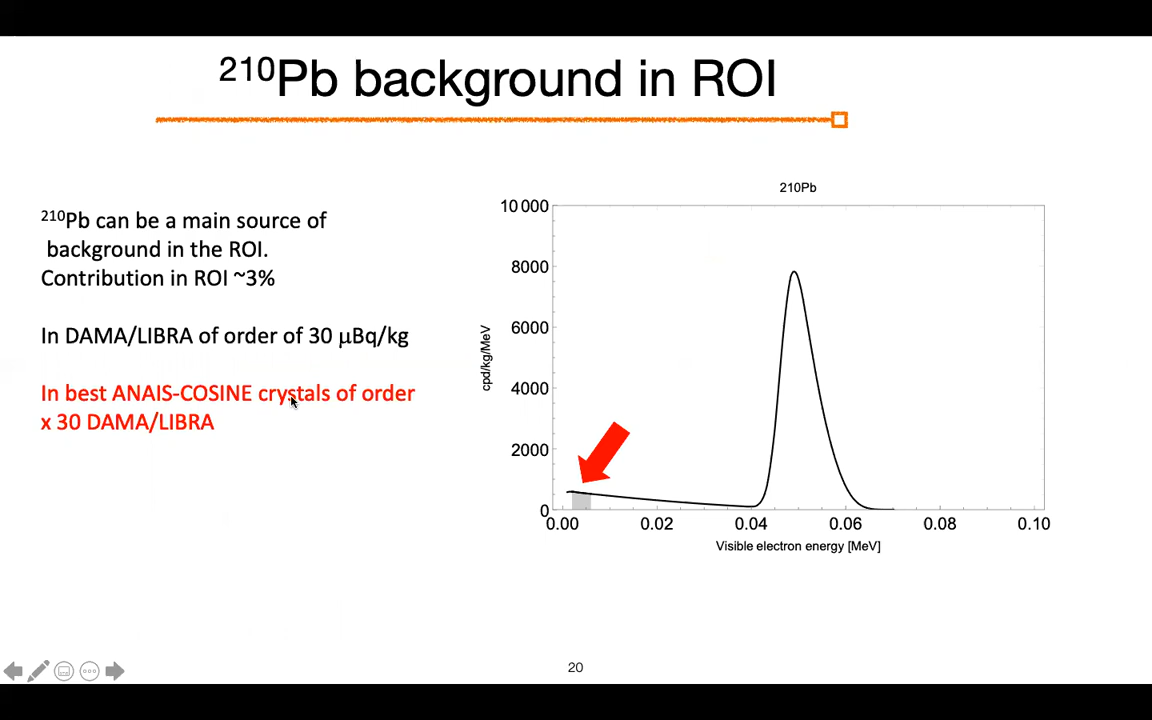 ²¹⁰Pb background in ROI
²¹⁰Pb can be a main source of
background in the ROI.
Contribution in ROI ~3%
In DAMA/LIBRA of order of 30 μBq/kg
In best ANAIS-COSINE crystals of order
x 30 DAMA/LIBRA
210Pb
10 000
8000
6000
4000
2000
0
cpd/kg/MeV
0.00 0.02 0.04 0.06 0.08 0.10
Visible electron energy [MeV]
20